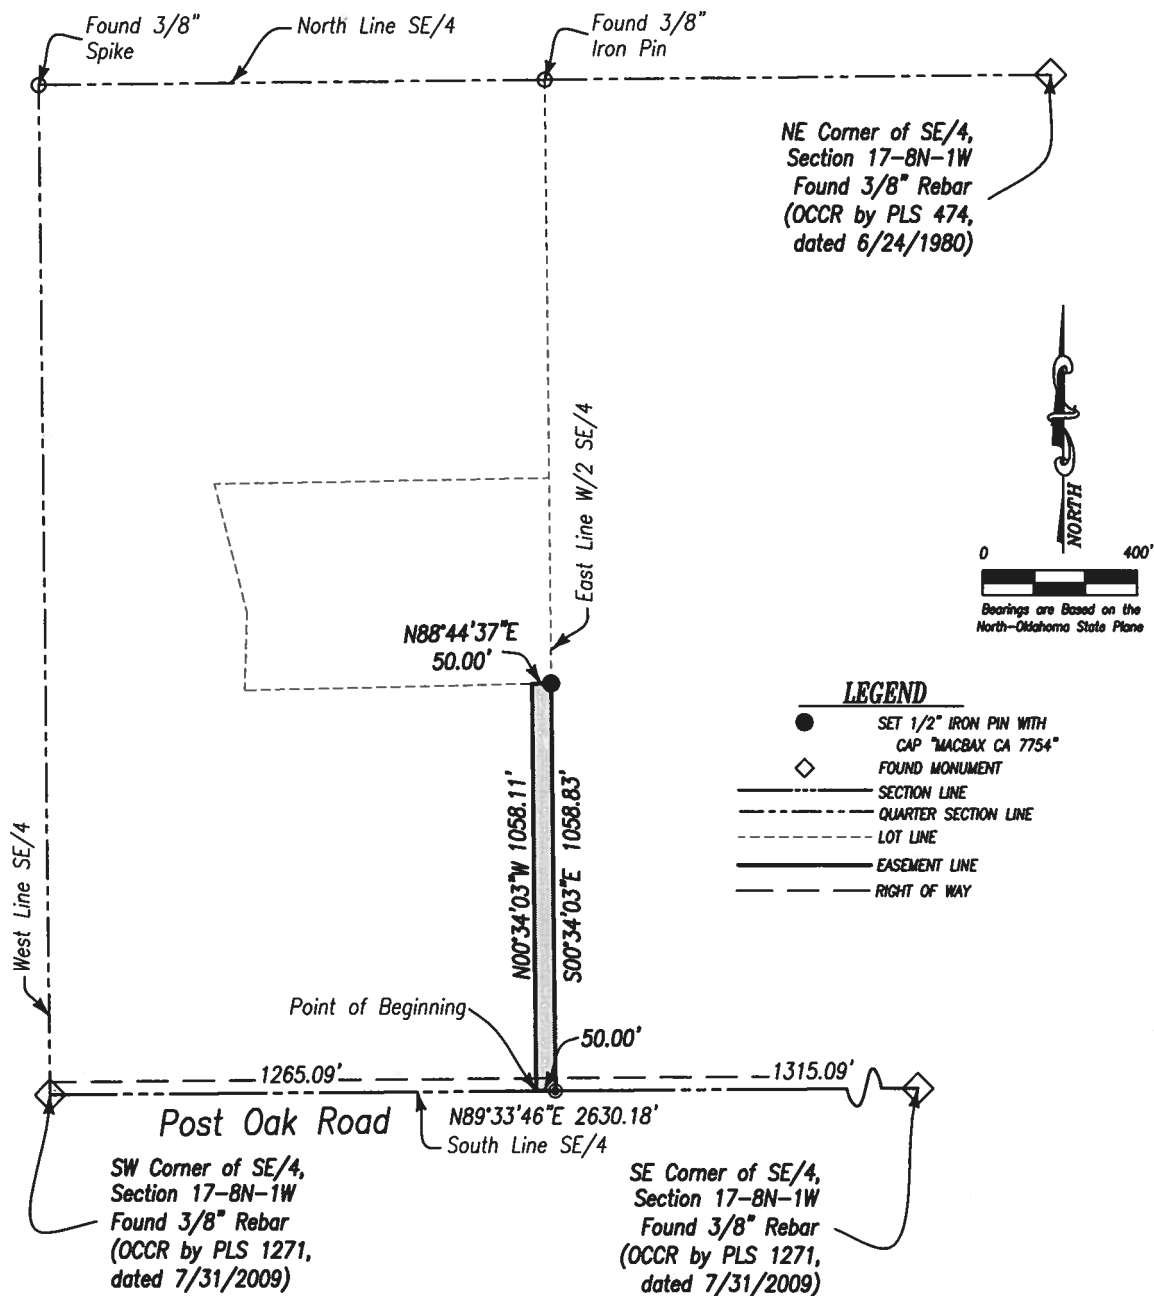 Found 3/8"
Spike
North Line SE/4
Found 3/8"
Iron Pin
NE Corner of SE/4,
Section 17-8N-1W
Found 3/8" Rebar
(OCCR by PLS 474,
dated 6/24/1980)
NORTH
0 400'
Bearings are Based on the
North-Oklahoma State Plane
East Line W/2 SE/4
N88°44'37"E
50.00'
LEGEND
SET 1/2" IRON PIN WITH
CAP "MACBAX CA 7754"
FOUND MONUMENT
SECTION LINE
QUARTER SECTION LINE
LOT LINE
EASEMENT LINE
RIGHT OF WAY
N00°34'03"W 1058.11'
S00°34'03"E 1058.83'
West Line SE/4
Point of Beginning
50.00'
1265.09'
1315.09'
Post Oak Road
N89°33'46"E 2630.18'
South Line SE/4
SW Corner of SE/4,
Section 17-8N-1W
Found 3/8" Rebar
(OCCR by PLS 1271,
dated 7/31/2009)
SE Corner of SE/4,
Section 17-8N-1W
Found 3/8" Rebar
(OCCR by PLS 1271,
dated 7/31/2009)